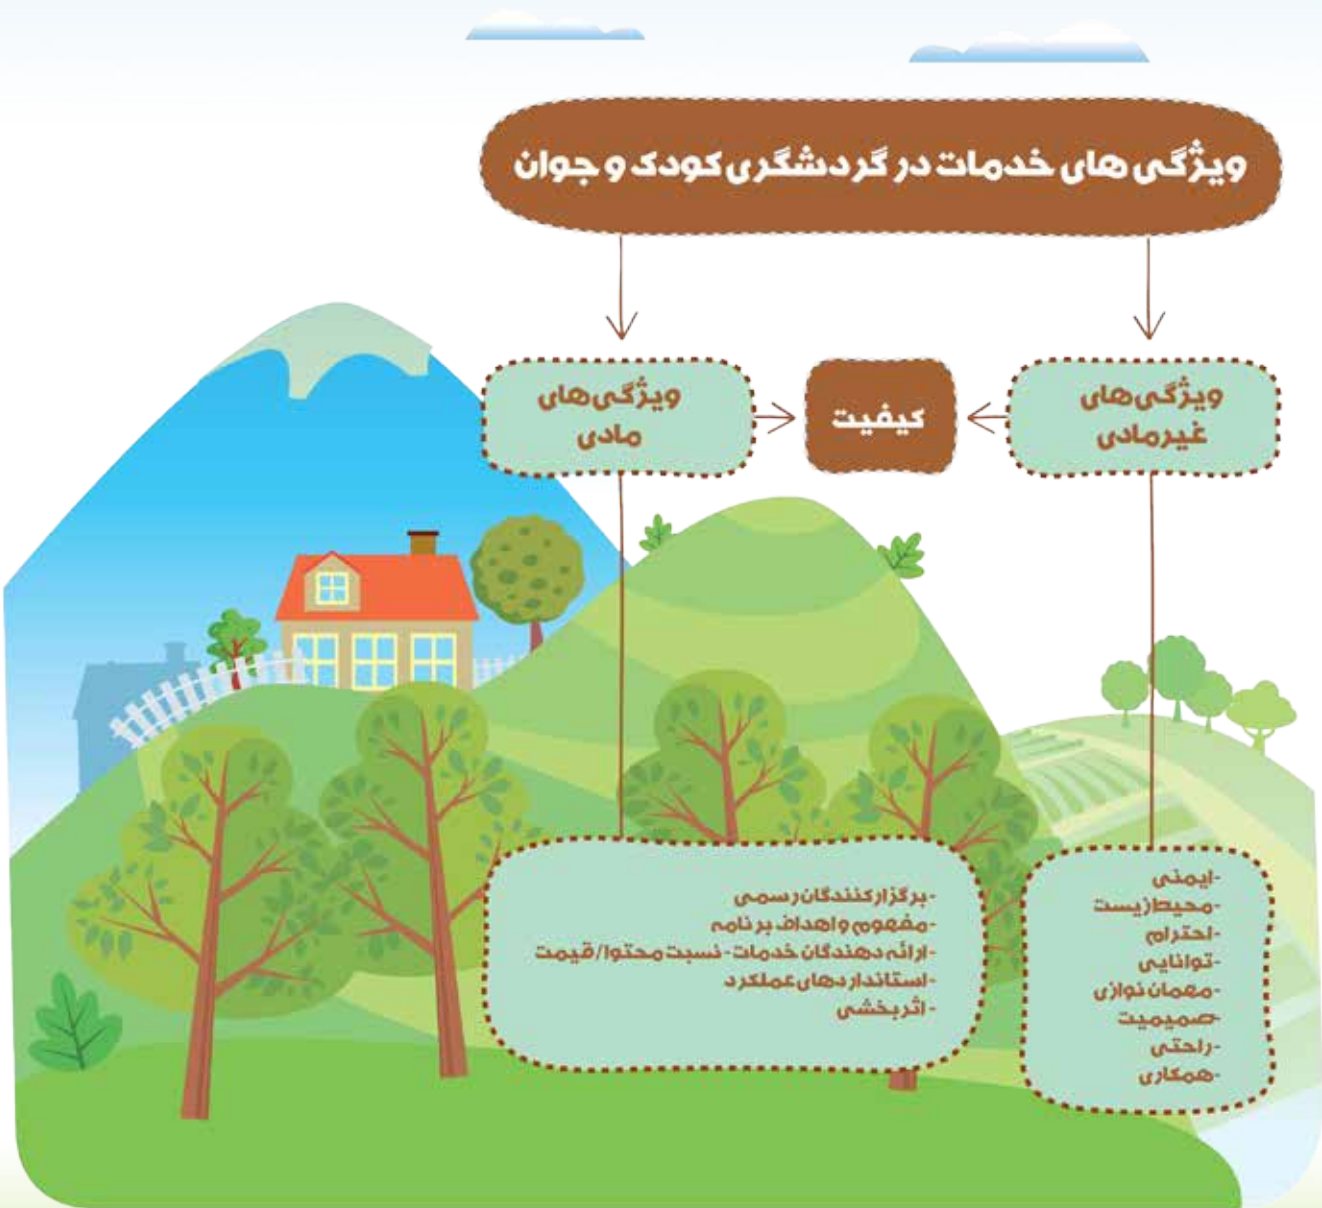 ویژگی های خدمات در گردشگری کودک و جوان
ویژگی‌های
غیرمادی
کیفیت
ویژگی‌های
مادی
-ایمنی
-محیط‌زیست
-احترام
-توانایی
-مهمان‌نوازی
-صمیمیت
-راحتی
-همکاری
-برگزارکنندگان رسمی
-مفهوم و اهداف برنامه
-ارائه دهندگان خدمات - نسبت محتوا/قیمت
-استانداردهای عملکرد
- اثربخشی